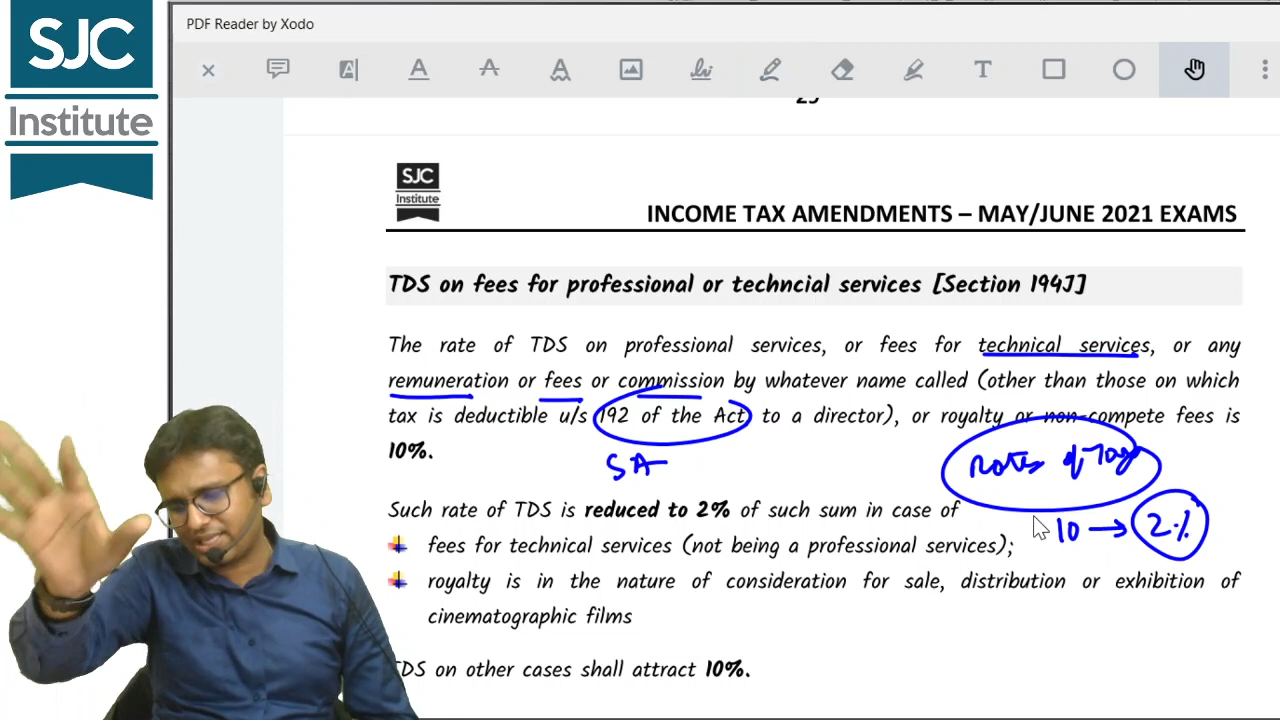 SJC
Institute
PDF Reader by Xodo
SJC
Institute
INCOME TAX AMENDMENTS – MAY/JUNE 2021 EXAMS
TDS on fees for professional or techncial services [Section 194J]
The rate of TDS on professional services, or fees for technical services, or any
remuneration or fees or commission by whatever name called (other than those on which
tax is deductible u/s 192 of the Act to a director), or royalty or non-compete fees is
10%.
SA
Rates of
Such rate of TDS is reduced to 2% of such sum in case of
10 → 2%
fees for technical services (not being a professional services);
royalty is in the nature of consideration for sale, distribution or exhibition of
cinematographic films
TDS on other cases shall attract 10%.